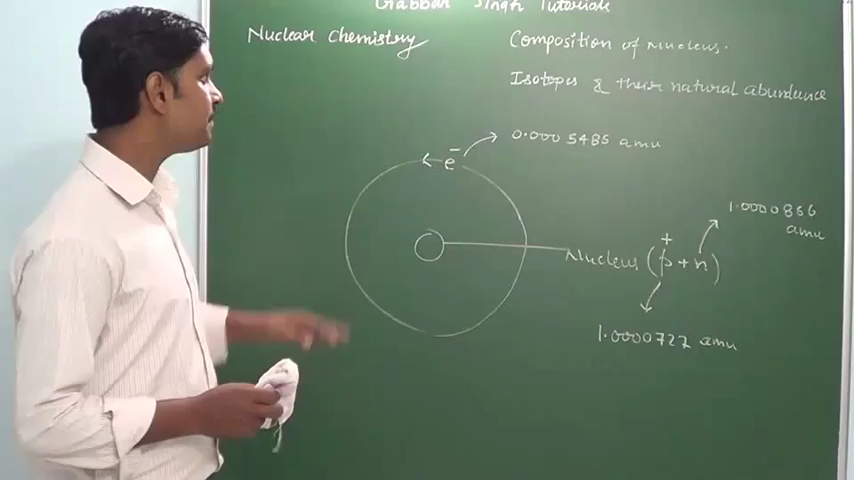 Gabbar Singh Tutorials
Nuclear Chemistry
Composition of Nucleus.
Isotopes & their natural abundance
e⁻
0.0005485 amu
1.0000866
amu
Nucleus (p⁺ + n)
1.0000727 amu